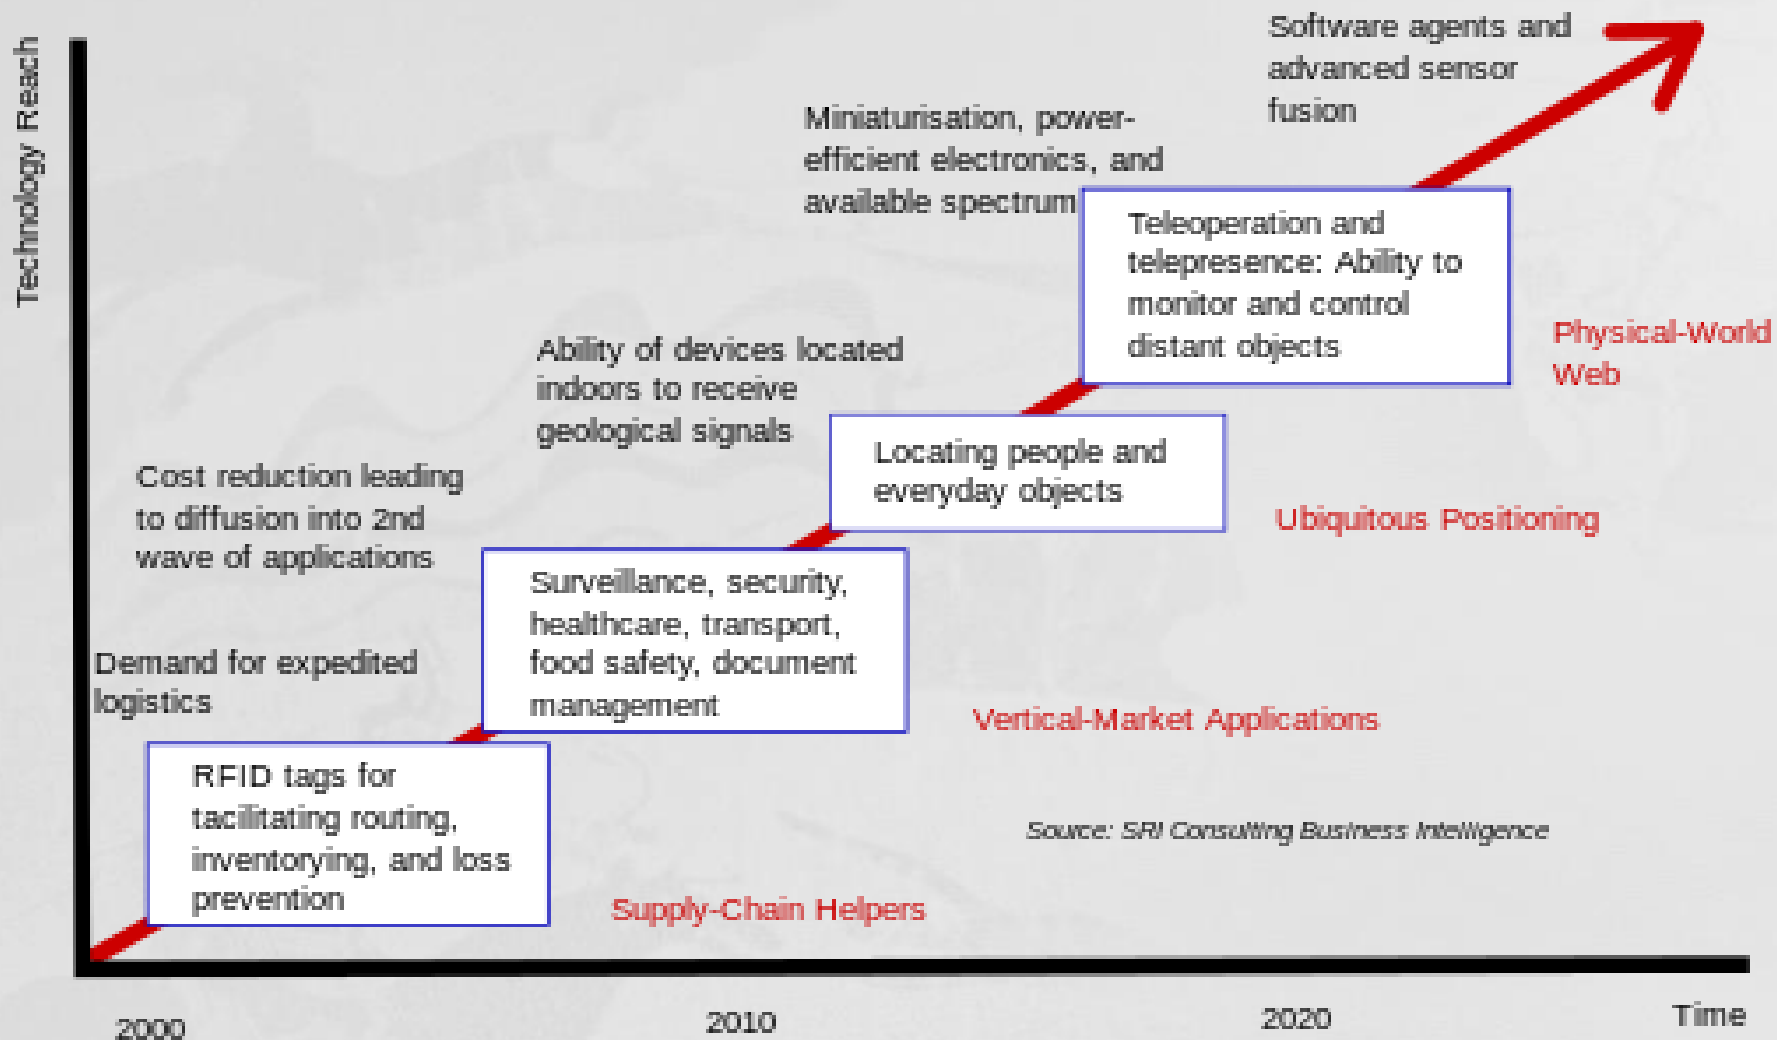 Technology Reach
Software agents and
advanced sensor
fusion
Miniaturisation, power-
efficient electronics, and
available spectrum
Teleoperation and
telepresence: Ability to
monitor and control
distant objects
Physical-World
Web
Ability of devices located
indoors to receive
geological signals
Locating people and
everyday objects
Ubiquitous Positioning
Cost reduction leading
to diffusion into 2nd
wave of applications
Surveillance, security,
healthcare, transport,
food safety, document
management
Vertical-Market Applications
Demand for expedited
logistics
RFID tags for
tacilitating routing,
inventorying, and loss
prevention
Supply-Chain Helpers
Source: SRI Consulting Business Intelligence
2000
2010
2020
Time